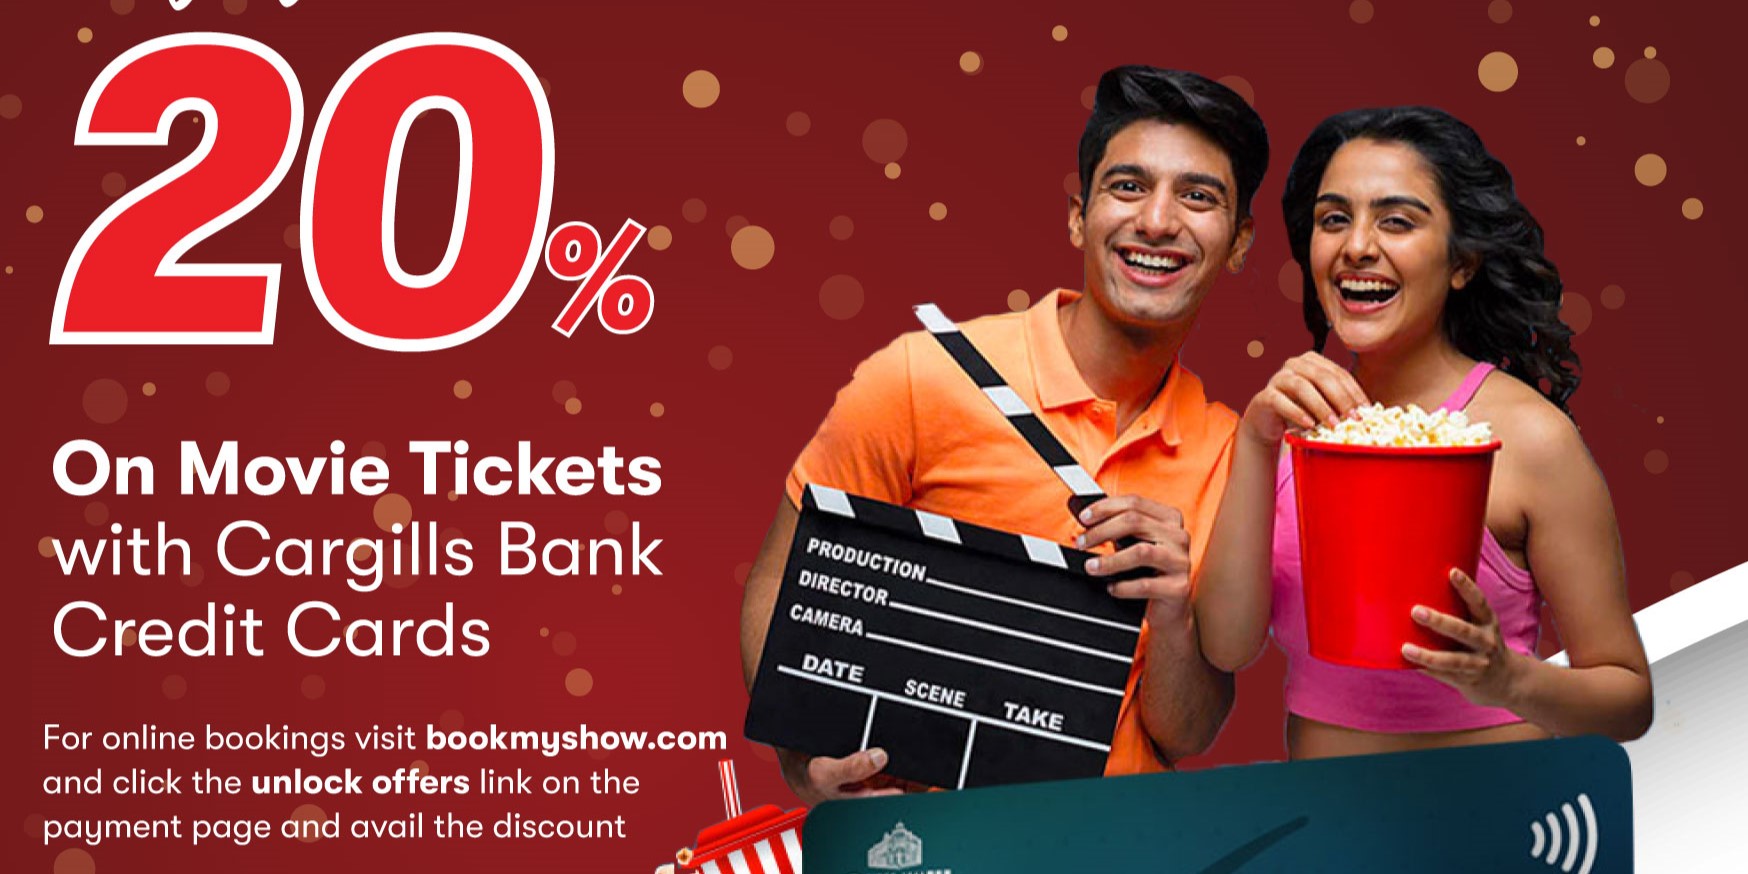 20%
On Movie Tickets
with Cargills Bank
Credit Cards
For online bookings visit bookmyshow.com
and click the unlock offers link on the
payment page and avail the discount
PRODUCTION
DIRECTOR
CAMERA
DATE SCENE TAKE